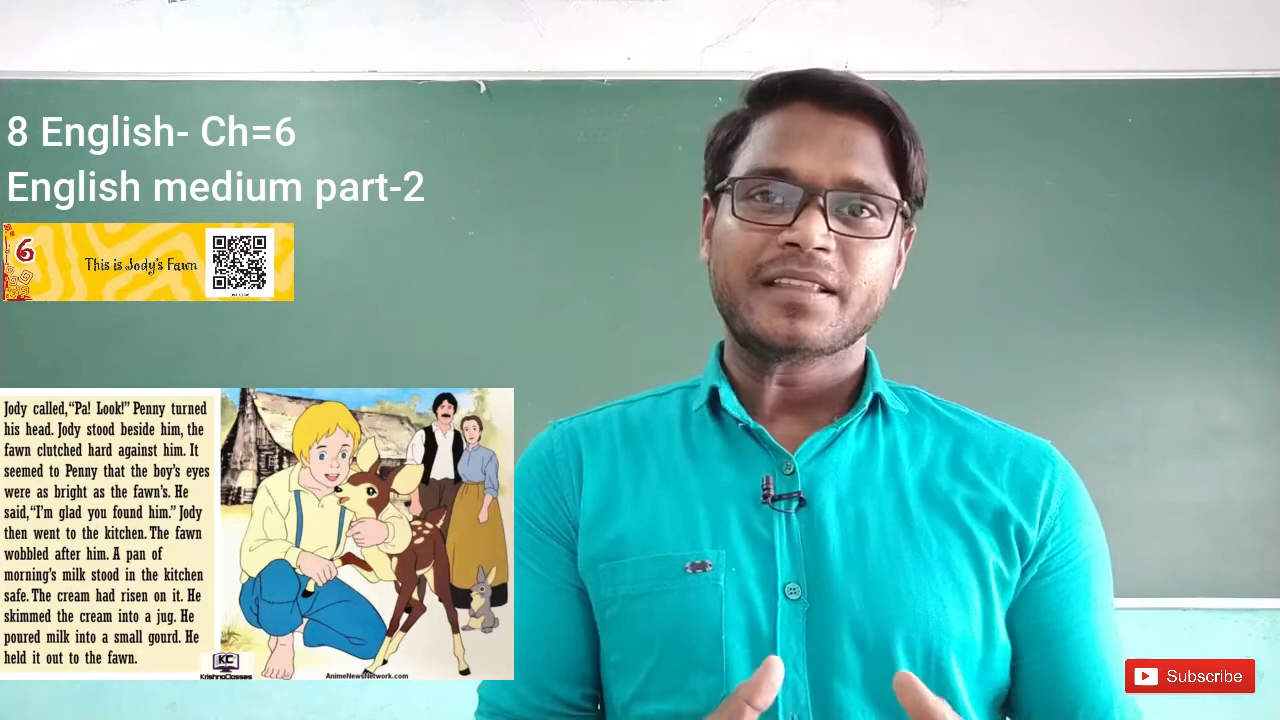 8 English- Ch=6
English medium part-2
6
This is Jody's Fawn
Jody called,“Pa! Look!” Penny turned
his head. Jody stood beside him, the
fawn clutched hard against him. It
seemed to Penny that the boy’s eyes
were as bright as the fawn’s. He
said,“I’m glad you found him.” Jody
then went to the kitchen. The fawn
wobbled after him. A pan of
morning’s milk stood in the kitchen
safe. The cream had risen on it. He
skimmed the cream into a jug. He
poured milk into a small gourd. He
held it out to the fawn.
KC
KrishnaClasses
AnimeNewsNetwork.com
Subscribe